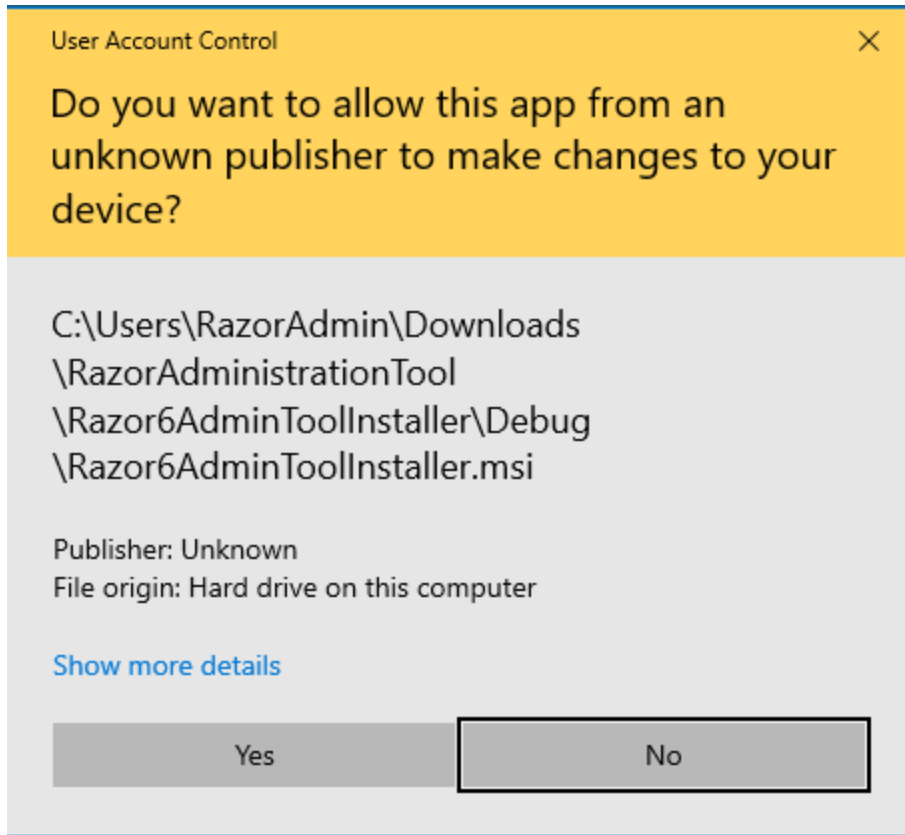 User Account Control
Do you want to allow this app from an
unknown publisher to make changes to your
device?
C:\Users\RazorAdmin\Downloads
\RazorAdministrationTool
\Razor6AdminToolInstaller\Debug
\Razor6AdminToolInstaller.msi
Publisher: Unknown
File origin: Hard drive on this computer
Show more details
Yes
No